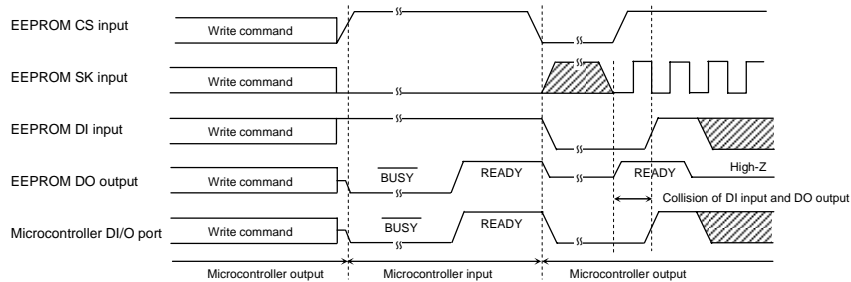 EEPROM CS input
Write command
EEPROM SK input
Write command
EEPROM DI input
Write command
EEPROM DO output
Write command
BUSY
READY
READY
High-Z
Collision of DI input and DO output
Microcontroller DI/O port
Write command
BUSY
READY
Microcontroller output
Microcontroller input
Microcontroller output